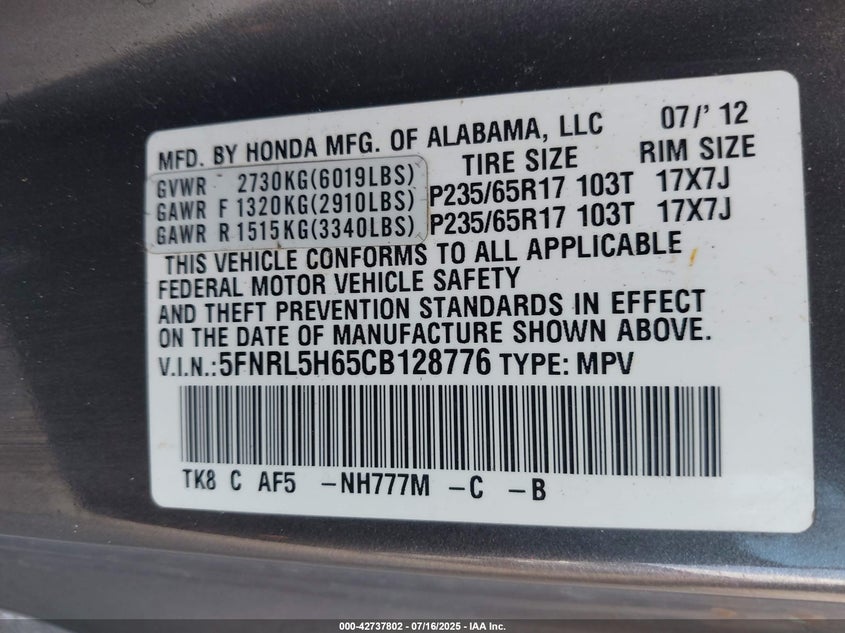 MFD. BY HONDA MFG. OF ALABAMA, LLC 07/' 12
TIRE SIZE RIM SIZE
GVWR 2730KG(6019LBS)
GAWR F 1320KG(2910LBS) P235/65R17 103T 17X7J
GAWR R 1515KG(3340LBS) P235/65R17 103T 17X7J
THIS VEHICLE CONFORMS TO ALL APPLICABLE
FEDERAL MOTOR VEHICLE SAFETY
AND THEFT PREVENTION STANDARDS IN EFFECT
ON THE DATE OF MANUFACTURE SHOWN ABOVE.
V.I.N.:5FNRL5H65CB128776 TYPE: MPV
TK8 C AF5 -NH777M -C -B
000-42737802 - 07/16/2025 - IAA Inc.